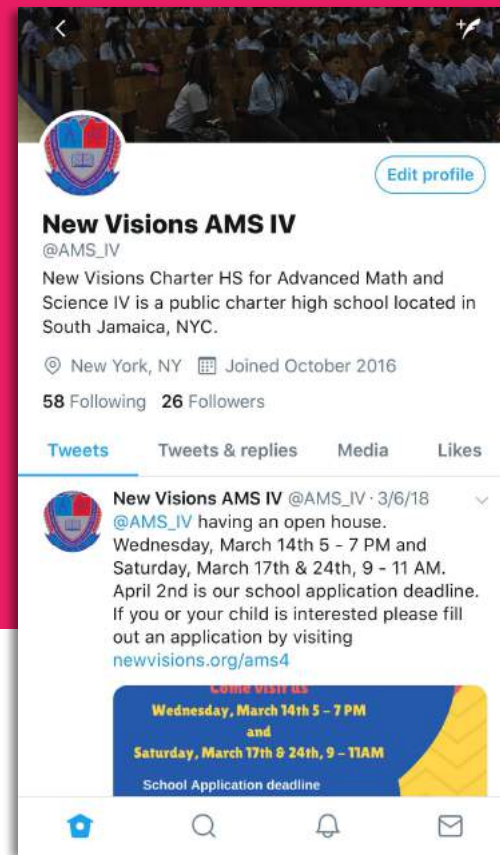 Edit profile
New Visions AMS IV
@AMS_IV
New Visions Charter HS for Advanced Math and
Science IV is a public charter high school located in
South Jamaica, NYC.
New York, NY Joined October 2016
58 Following 26 Followers
Tweets Tweets & replies Media Likes
New Visions AMS IV @AMS_IV · 3/6/18
@AMS_IV having an open house.
Wednesday, March 14th 5 - 7 PM and
Saturday, March 17th & 24th, 9 - 11 AM.
April 2nd is our school application deadline.
If you or your child is interested please fill
out an application by visiting
newvisions.org/ams4
Come visit us
Wednesday, March 14th 5 – 7 PM
and
Saturday, March 17th & 24th, 9 – 11AM
School Application deadline